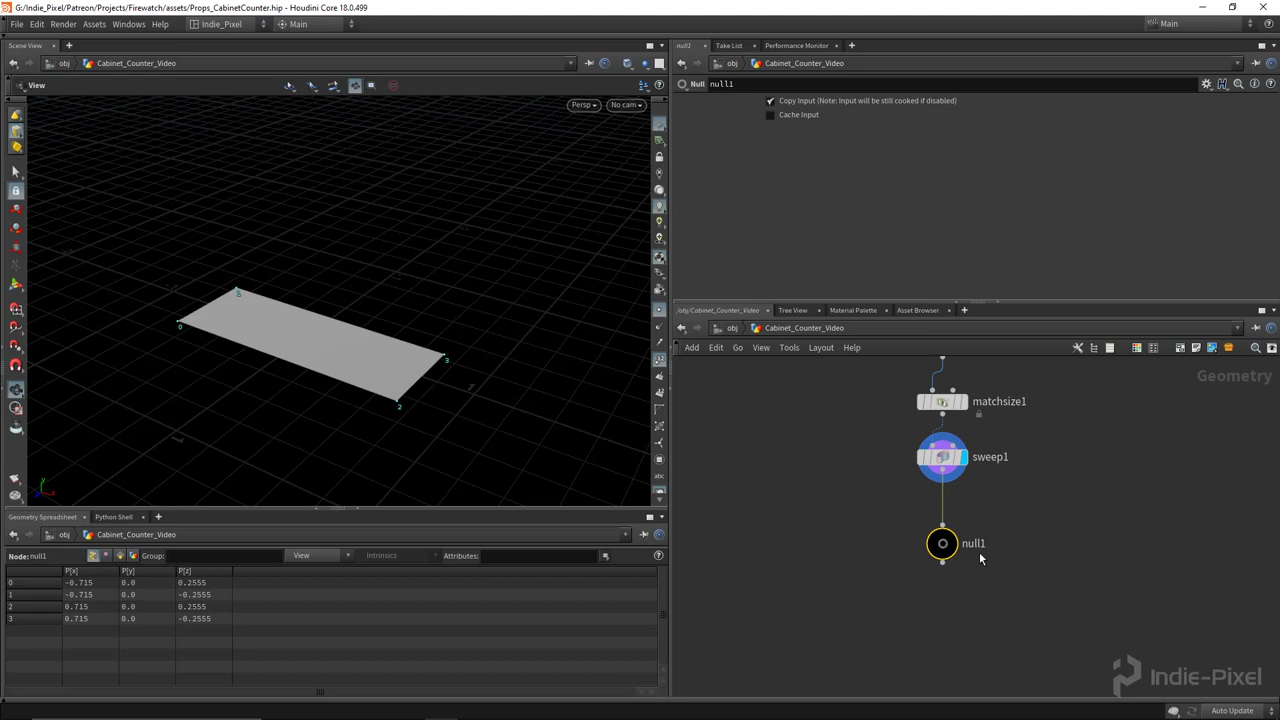 G:/Indie_Pixel/Patreon/Projects/Firewatch/assets/Props_CabinetCounter.hip - Houdini Core 18.0.499
File Edit Render Assets Windows Help Indie_Pixel Main Main
Scene View
obj Cabinet_Counter_Video
View
Persp No cam
0
2
3
abc
Geometry Spreadsheet Python Shell
obj Cabinet_Counter_Video
Node: null1 Group: View Intrinsics Attributes:
P[x] P[y] P[z]
0 -0.715 0.0 0.2555
1 -0.715 0.0 -0.2555
2 0.715 0.0 0.2555
3 0.715 0.0 -0.2555
null1 Take List Performance Monitor
obj Cabinet_Counter_Video
Null null1
Copy Input (Note: Input will be still cooked if disabled)
Cache Input
/obj/Cabinet_Counter_Video Tree View Material Palette Asset Browser
obj Cabinet_Counter_Video
Add Edit Go View Tools Layout Help
Geometry
matchsize1
sweep1
null1
Indie-Pixel
Auto Update